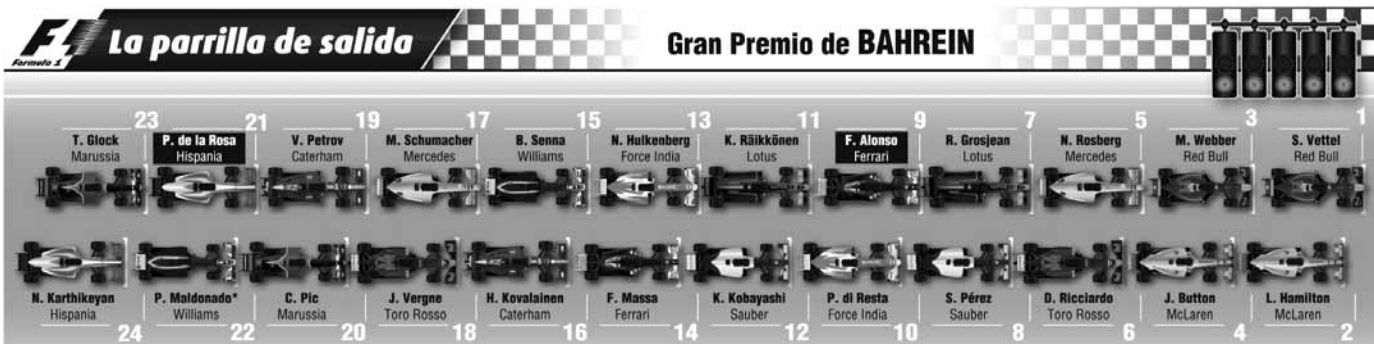 F1
Formula 1
La parrilla de salida
Gran Premio de BAHREIN
23
T. Glock
Marussia
21
P. de la Rosa
Hispania
19
V. Petrov
Caterham
17
M. Schumacher
Mercedes
15
B. Senna
Williams
13
N. Hulkenberg
Force India
11
K. Räikkönen
Lotus
9
F. Alonso
Ferrari
7
R. Grosjean
Lotus
5
N. Rosberg
Mercedes
3
M. Webber
Red Bull
1
S. Vettel
Red Bull
N. Karthikeyan
Hispania
24
P. Maldonado*
Williams
22
C. Pic
Marussia
20
J. Vergne
Toro Rosso
18
H. Kovalainen
Caterham
16
F. Massa
Ferrari
14
K. Kobayashi
Sauber
12
P. di Resta
Force India
10
S. Pérez
Sauber
8
D. Ricciardo
Toro Rosso
6
J. Button
McLaren
4
L. Hamilton
McLaren
2